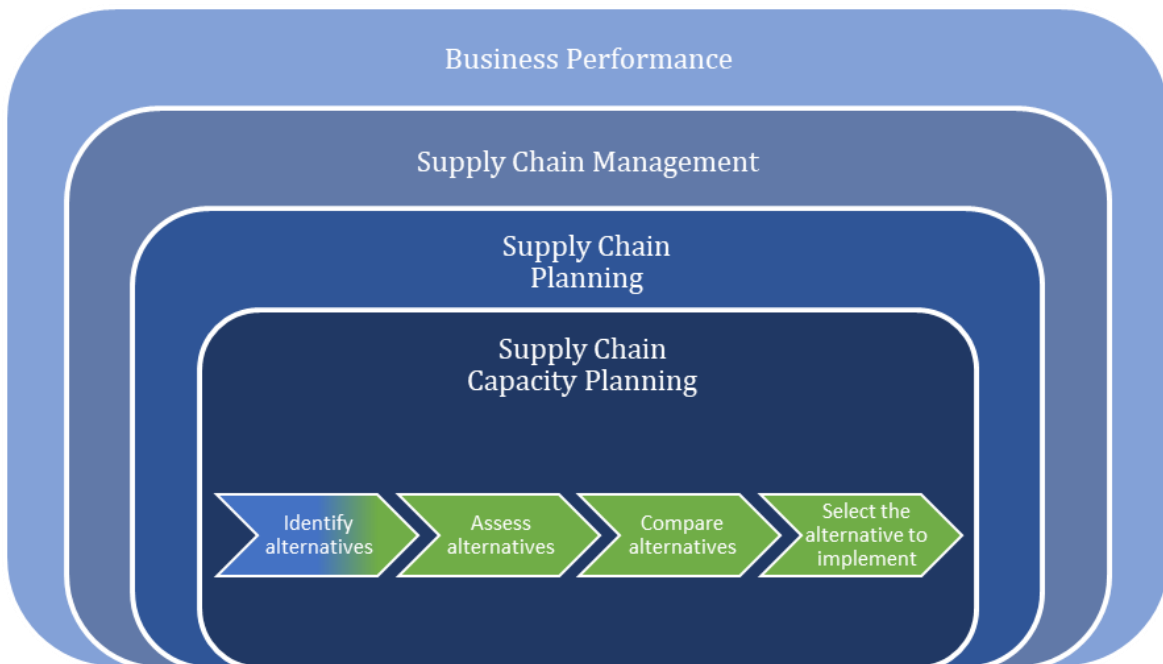 Business Performance
Supply Chain Management
Supply Chain
Planning
Supply Chain
Capacity Planning
Identify
alternatives
Assess
alternatives
Compare
alternatives
Select the
alternative to
implement